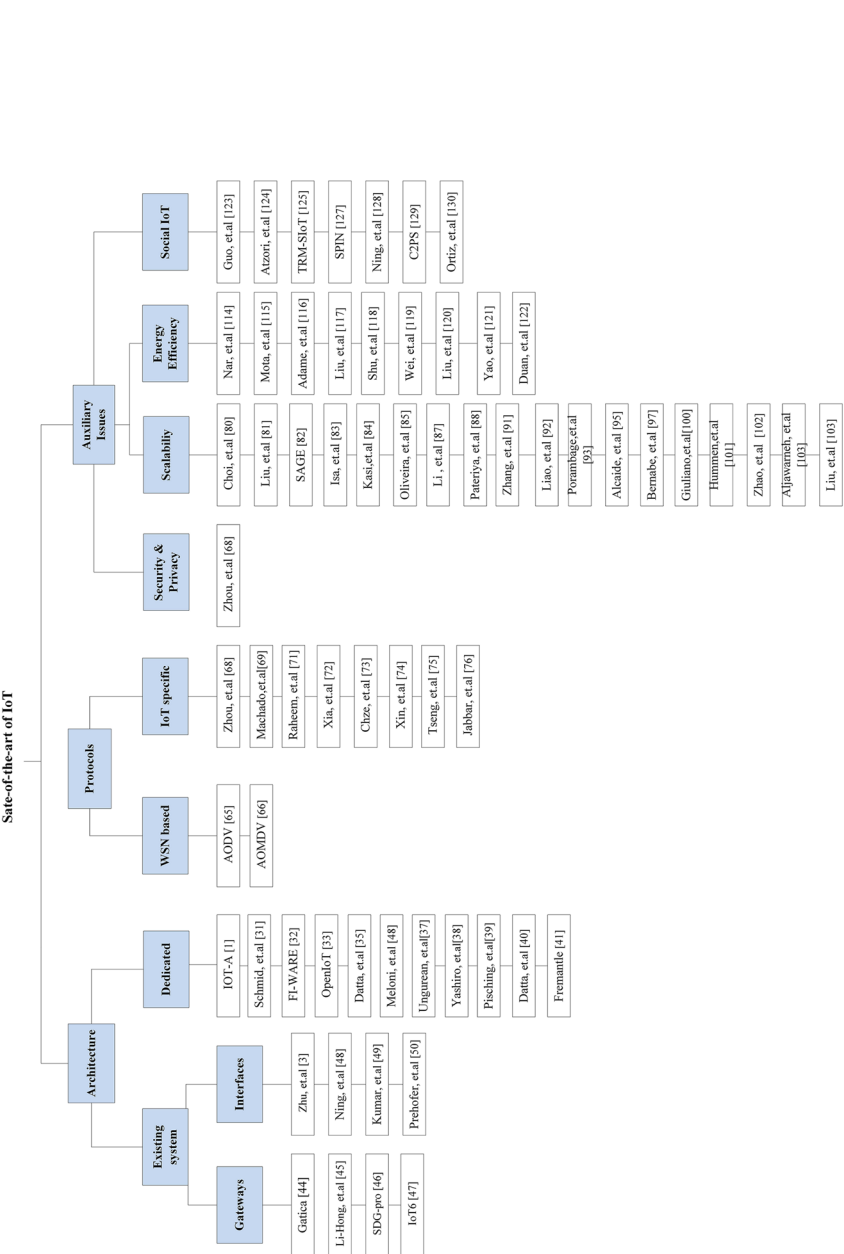 Sate-of-the-art of IoT
Architecture
Existing
system
Gateways
Gatica [44]
Li-Hong, et.al [45]
SDG-pro [46]
IoT6 [47]
Interfaces
Zhu, et.al [3]
Ning, et.al [48]
Kumar, et.al [49]
Prehofer, et.al [50]
Dedicated
IOT-A [1]
Schmid, et.al [31]
FI-WARE [32]
OpenIoT [33]
Datta, et.al [35]
Meloni, et.al [48]
Ungurean, et.al[37]
Yashiro, et.al[38]
Pisching, et.al[39]
Datta, et.al [40]
Fremantle [41]
Protocols
WSN based
AODV [65]
AOMDV [66]
IoT specific
Zhou, et.al [68]
Machado,et.al[69]
Raheem, et.al [71]
Xia, et.al [72]
Chze, et.al [73]
Xin, et.al [74]
Tseng, et.al [75]
Jabbar, et.al [76]
Auxiliary
Issues
Security &
Privacy
Zhou, et.al [68]
Scalability
Choi, et.al [80]
Liu, et.al [81]
SAGE [82]
Isa, et.al [83]
Kasi,et.al [84]
Oliveira, et.al [85]
Li , et.al [87]
Pateriya, et.al [88]
Zhang, et.al [91]
Liao, et.al [92]
Porambage,et.al
[93]
Alcaide, et.al [95]
Bernabe, et.al [97]
Giuliano,et.al[100]
Hummen,et.al
[101]
Zhao, et.al [102]
Aljawarneh, et.al
[103]
Liu, et.al [103]
Energy
Efficiency
Nar, et.al [114]
Mota, et.al [115]
Adame, et.al [116]
Liu, et.al [117]
Shu, et.al [118]
Wei, et.al [119]
Liu, et.al [120]
Yao, et.al [121]
Duan, et.al [122]
Social IoT
Guo, et.al [123]
Atzori, et.al [124]
TRM-SIoT [125]
SPIN [127]
Ning, et.al [128]
C2PS [129]
Ortiz, et.al [130]